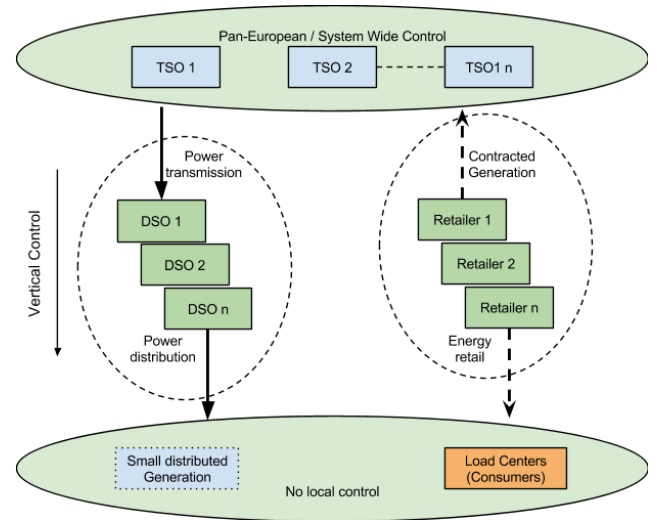 Pan-European / System Wide Control
TSO 1
TSO 2
TSO1 n
Power
transmission
Contracted
Generation
Vertical Control
DSO 1
DSO 2
DSO n
Retailer 1
Retailer 2
Retailer n
Power
distribution
Energy
retail
Small distributed
Generation
Load Centers
(Consumers)
No local control